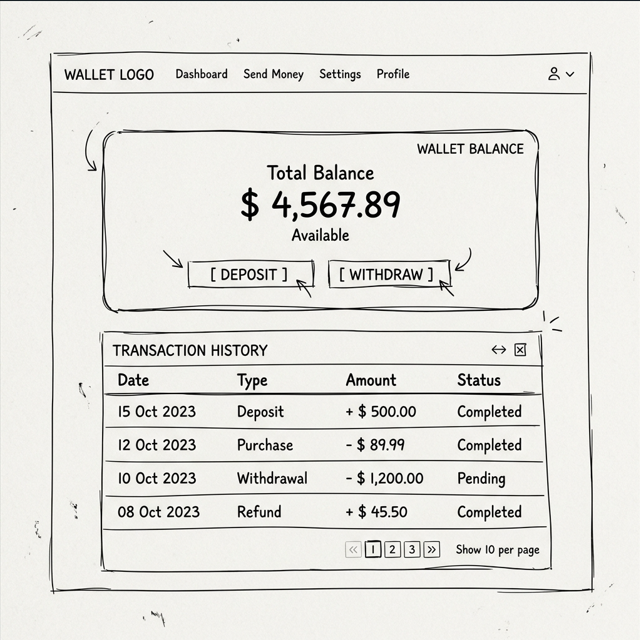 WALLET LOGO Dashboard Send Money Settings Profile
WALLET BALANCE
Total Balance
$ 4,567.89
Available
[ DEPOSIT ] [ WITHDRAW ]
TRANSACTION HISTORY
Date Type Amount Status
15 Oct 2023 Deposit + $ 500.00 Completed
12 Oct 2023 Purchase - $ 89.99 Completed
10 Oct 2023 Withdrawal - $ 1,200.00 Pending
08 Oct 2023 Refund + $ 45.50 Completed
« 1 2 3 » Show 10 per page